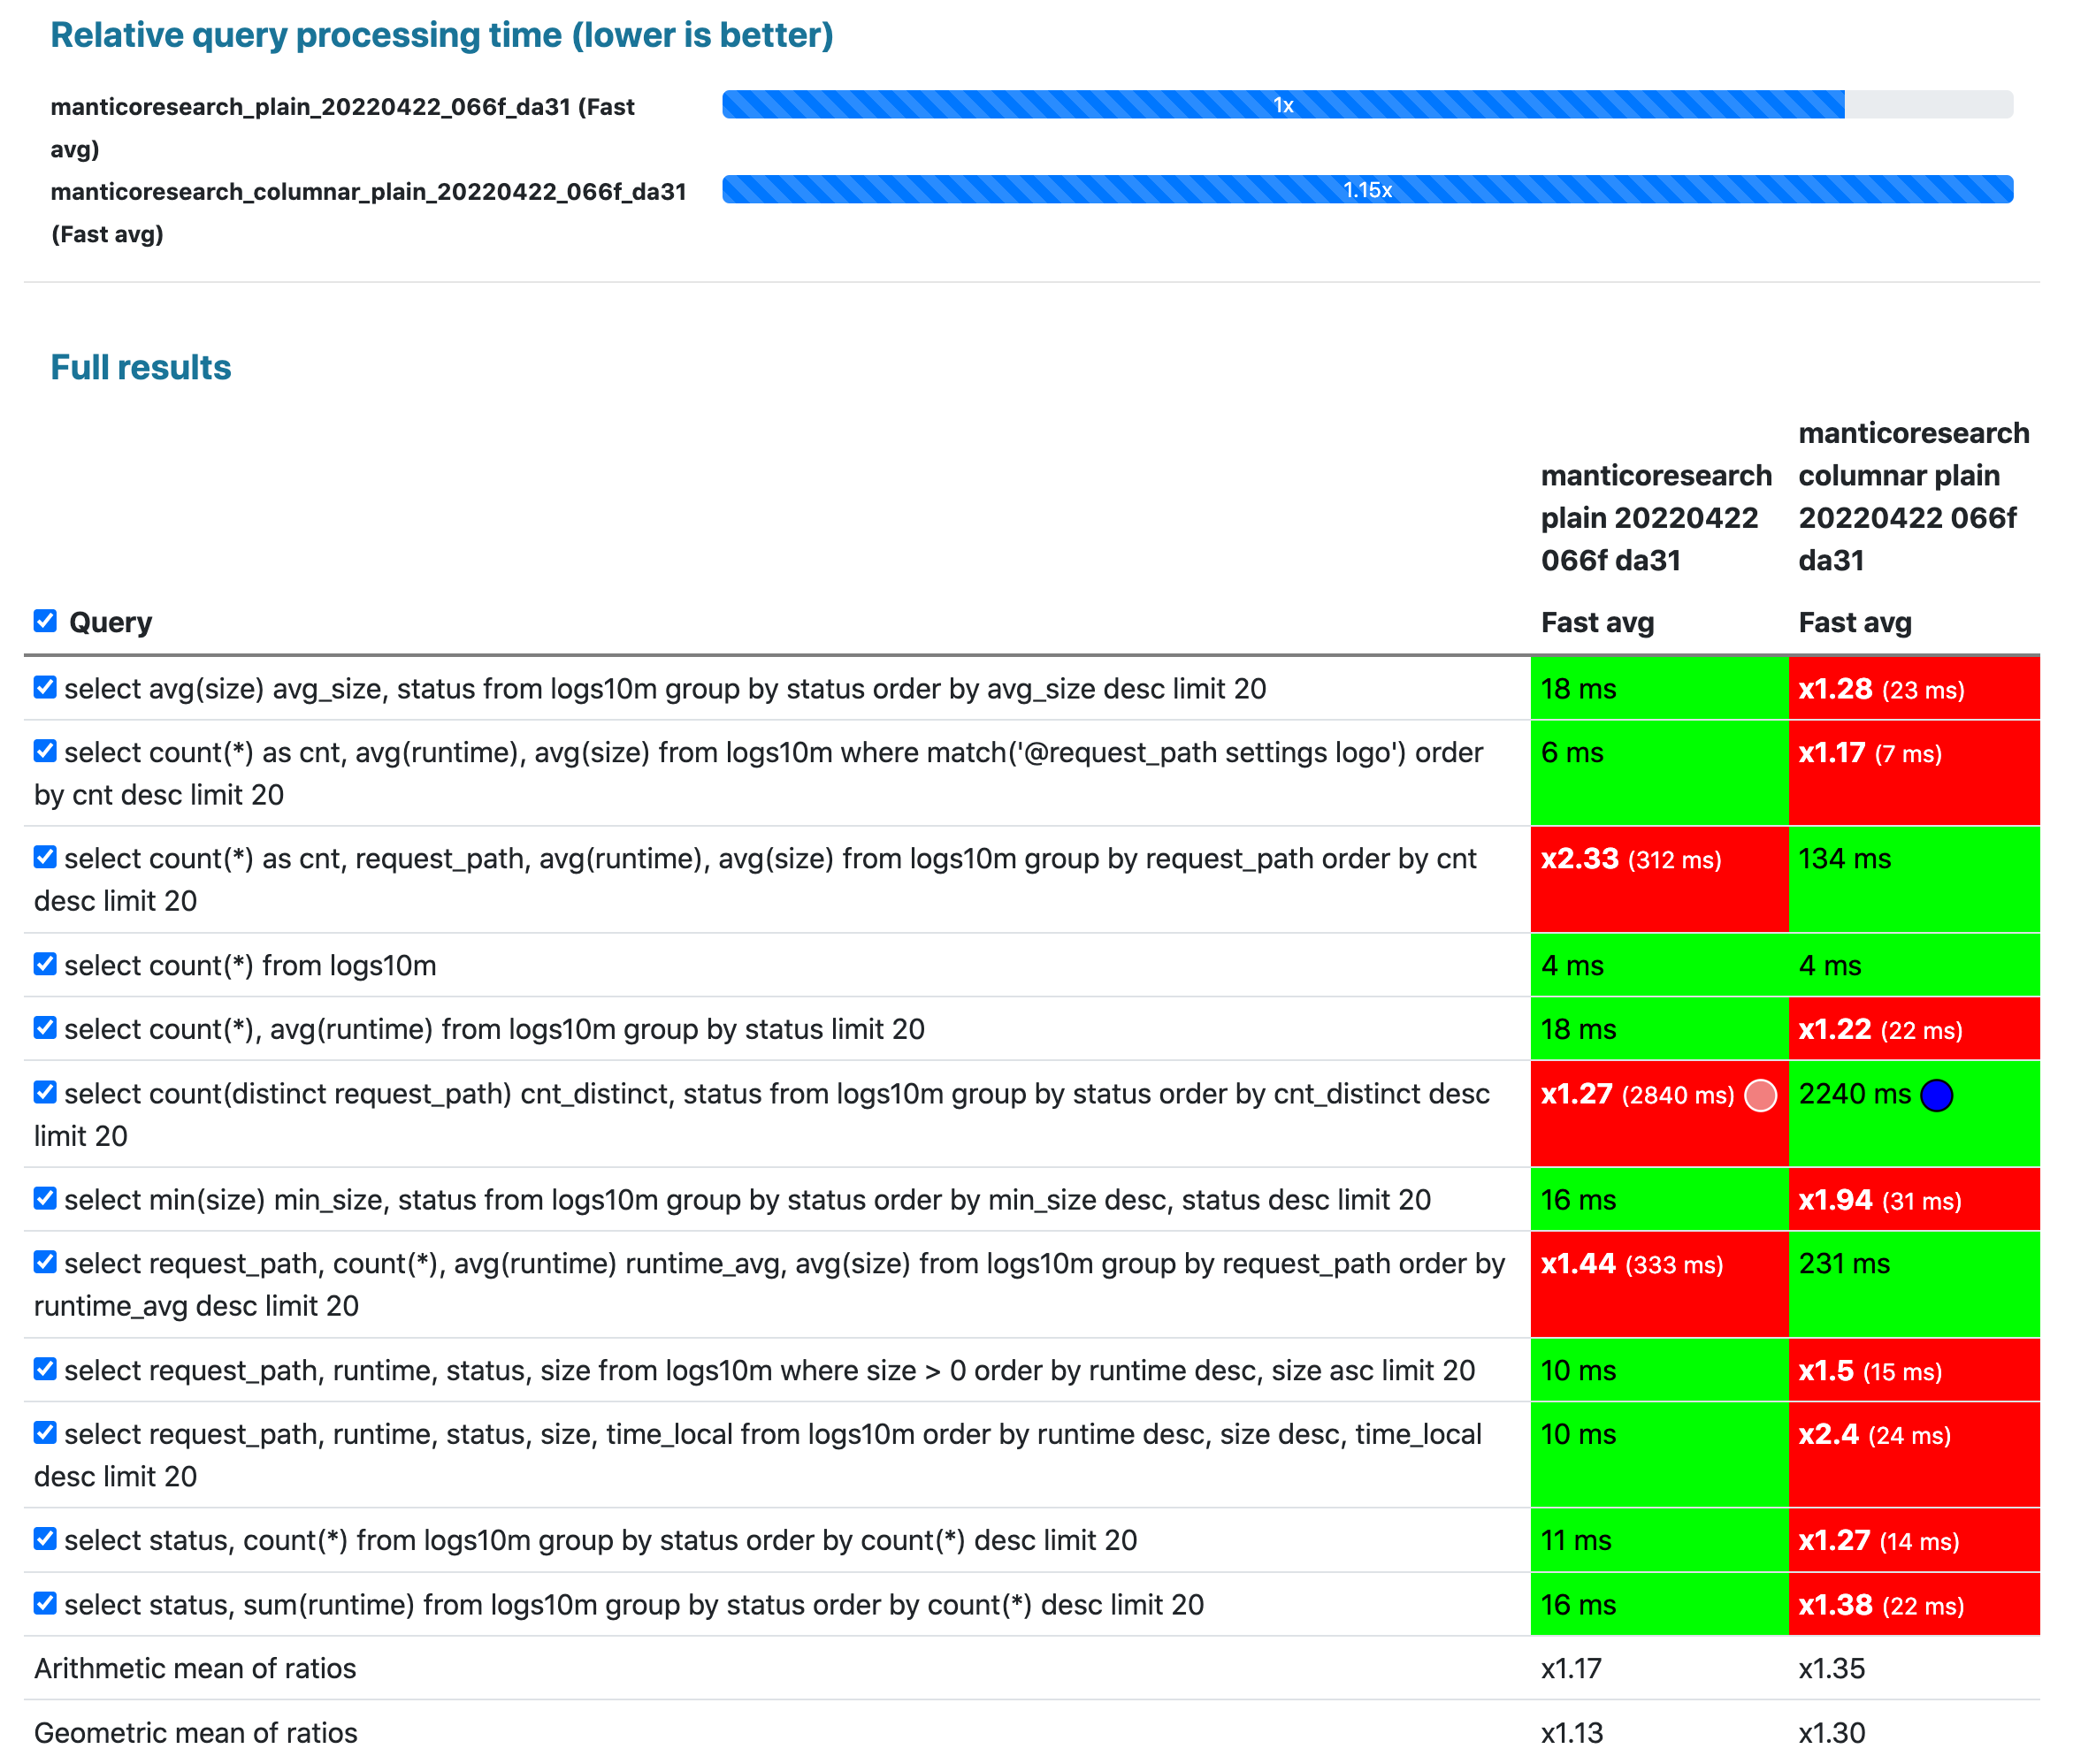 Relative query processing time (lower is better)
manticoresearch_plain_20220422_066f_da31 (Fast
avg)
1x
manticoresearch_columnar_plain_20220422_066f_da31
(Fast avg)
1.15x
Full results
manticoresearch
plain 20220422
066f da31
manticoresearch
columnar plain
20220422 066f
da31
Query
Fast avg
Fast avg
select avg(size) avg_size, status from logs10m group by status order by avg_size desc limit 20
18 ms
x1.28 (23 ms)
select count(*) as cnt, avg(runtime), avg(size) from logs10m where match('@request_path settings logo') order
by cnt desc limit 20
6 ms
x1.17 (7 ms)
select count(*) as cnt, request_path, avg(runtime), avg(size) from logs10m group by request_path order by cnt
desc limit 20
x2.33 (312 ms)
134 ms
select count(*) from logs10m
4 ms
4 ms
select count(*), avg(runtime) from logs10m group by status limit 20
18 ms
x1.22 (22 ms)
select count(distinct request_path) cnt_distinct, status from logs10m group by status order by cnt_distinct desc
limit 20
x1.27 (2840 ms)
2240 ms
select min(size) min_size, status from logs10m group by status order by min_size desc, status desc limit 20
16 ms
x1.94 (31 ms)
select request_path, count(*), avg(runtime) runtime_avg, avg(size) from logs10m group by request_path order by
runtime_avg desc limit 20
x1.44 (333 ms)
231 ms
select request_path, runtime, status, size from logs10m where size > 0 order by runtime desc, size asc limit 20
10 ms
x1.5 (15 ms)
select request_path, runtime, status, size, time_local from logs10m order by runtime desc, size desc, time_local
desc limit 20
10 ms
x2.4 (24 ms)
select status, count(*) from logs10m group by status order by count(*) desc limit 20
11 ms
x1.27 (14 ms)
select status, sum(runtime) from logs10m group by status order by count(*) desc limit 20
16 ms
x1.38 (22 ms)
Arithmetic mean of ratios
x1.17
x1.35
Geometric mean of ratios
x1.13
x1.30